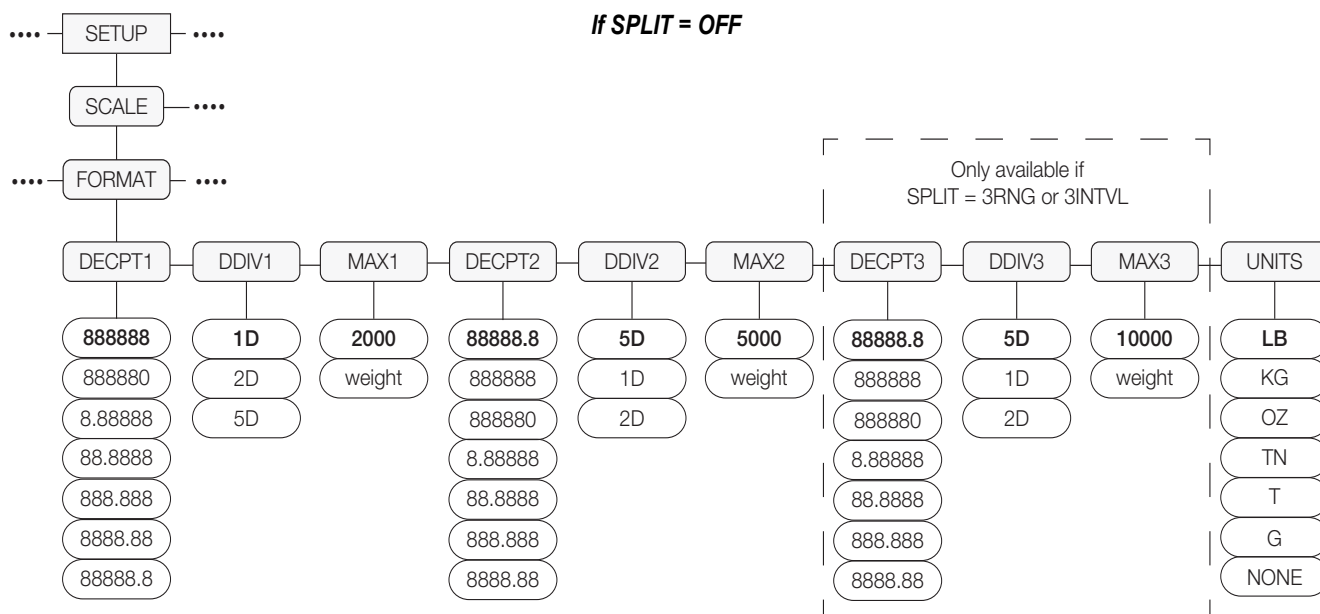 If SPLIT = OFF
•••• SETUP ••••
SCALE ••••
•••• FORMAT ••••
Only available if
SPLIT = 3RNG or 3INTVL
DECPT1 DDIV1 MAX1 DECPT2 DDIV2 MAX2 DECPT3 DDIV3 MAX3 UNITS
888888 1D 2000 88888.8 5D 5000 88888.8 5D 10000 LB
888880 2D weight 888888 1D weight 888888 1D weight KG
8.88888 5D 888880 2D 888880 2D OZ
88.8888 8.88888 8.88888 TN
888.888 88.8888 88.8888 T
8888.88 888.888 888.888 G
88888.8 8888.88 8888.88 NONE